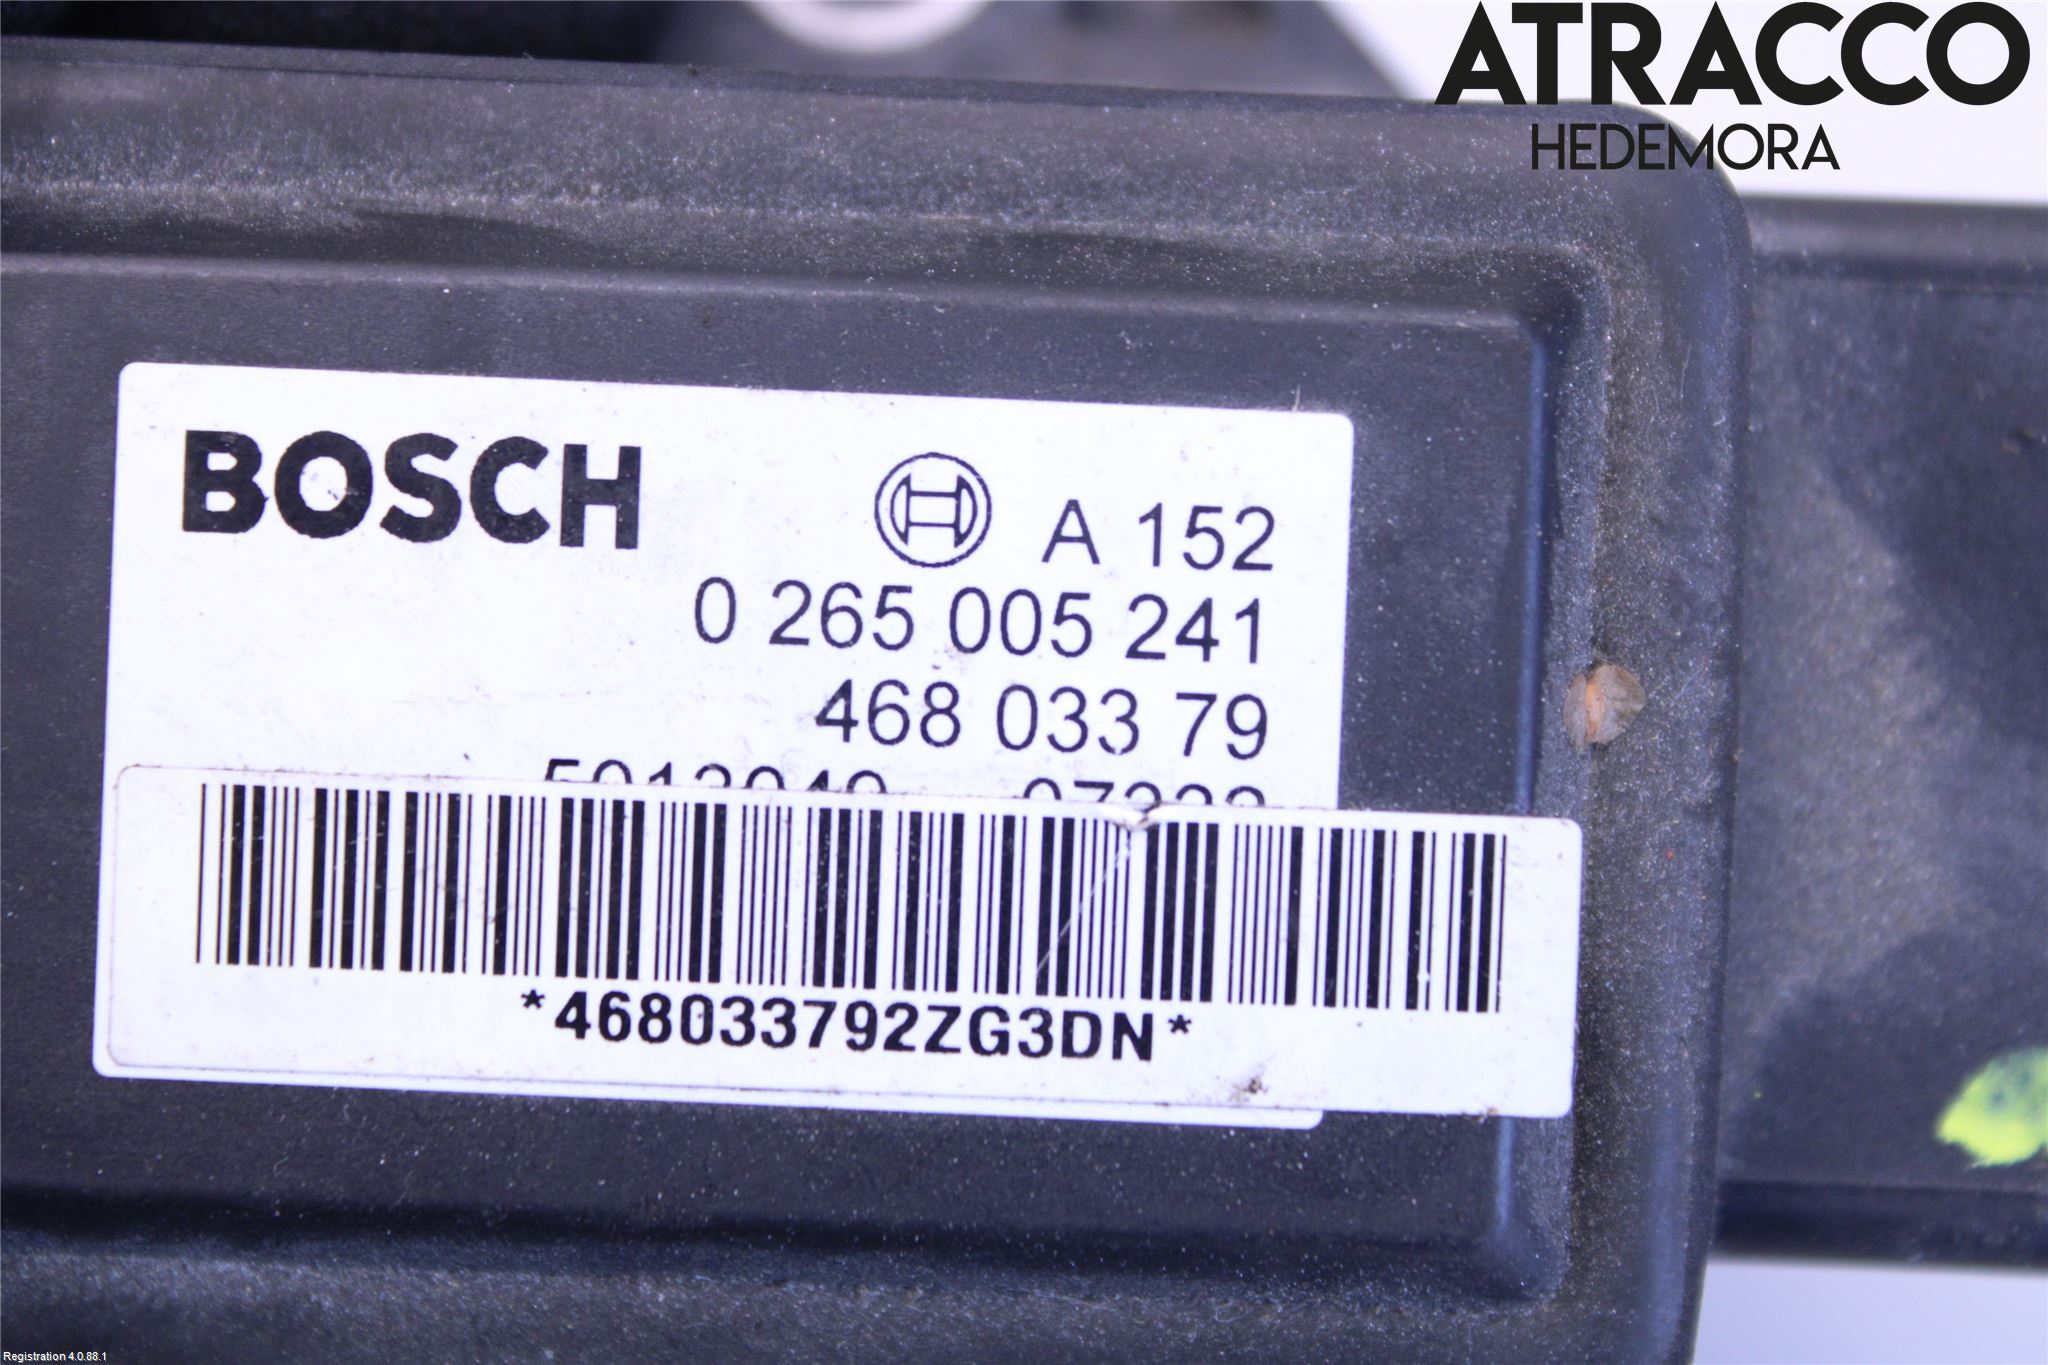 ATRACCO
HEDEMORA
BOSCH
A 152
0 265 005 241
468 033 79
*468033792ZG3DN*
Registration 4.0.88.1